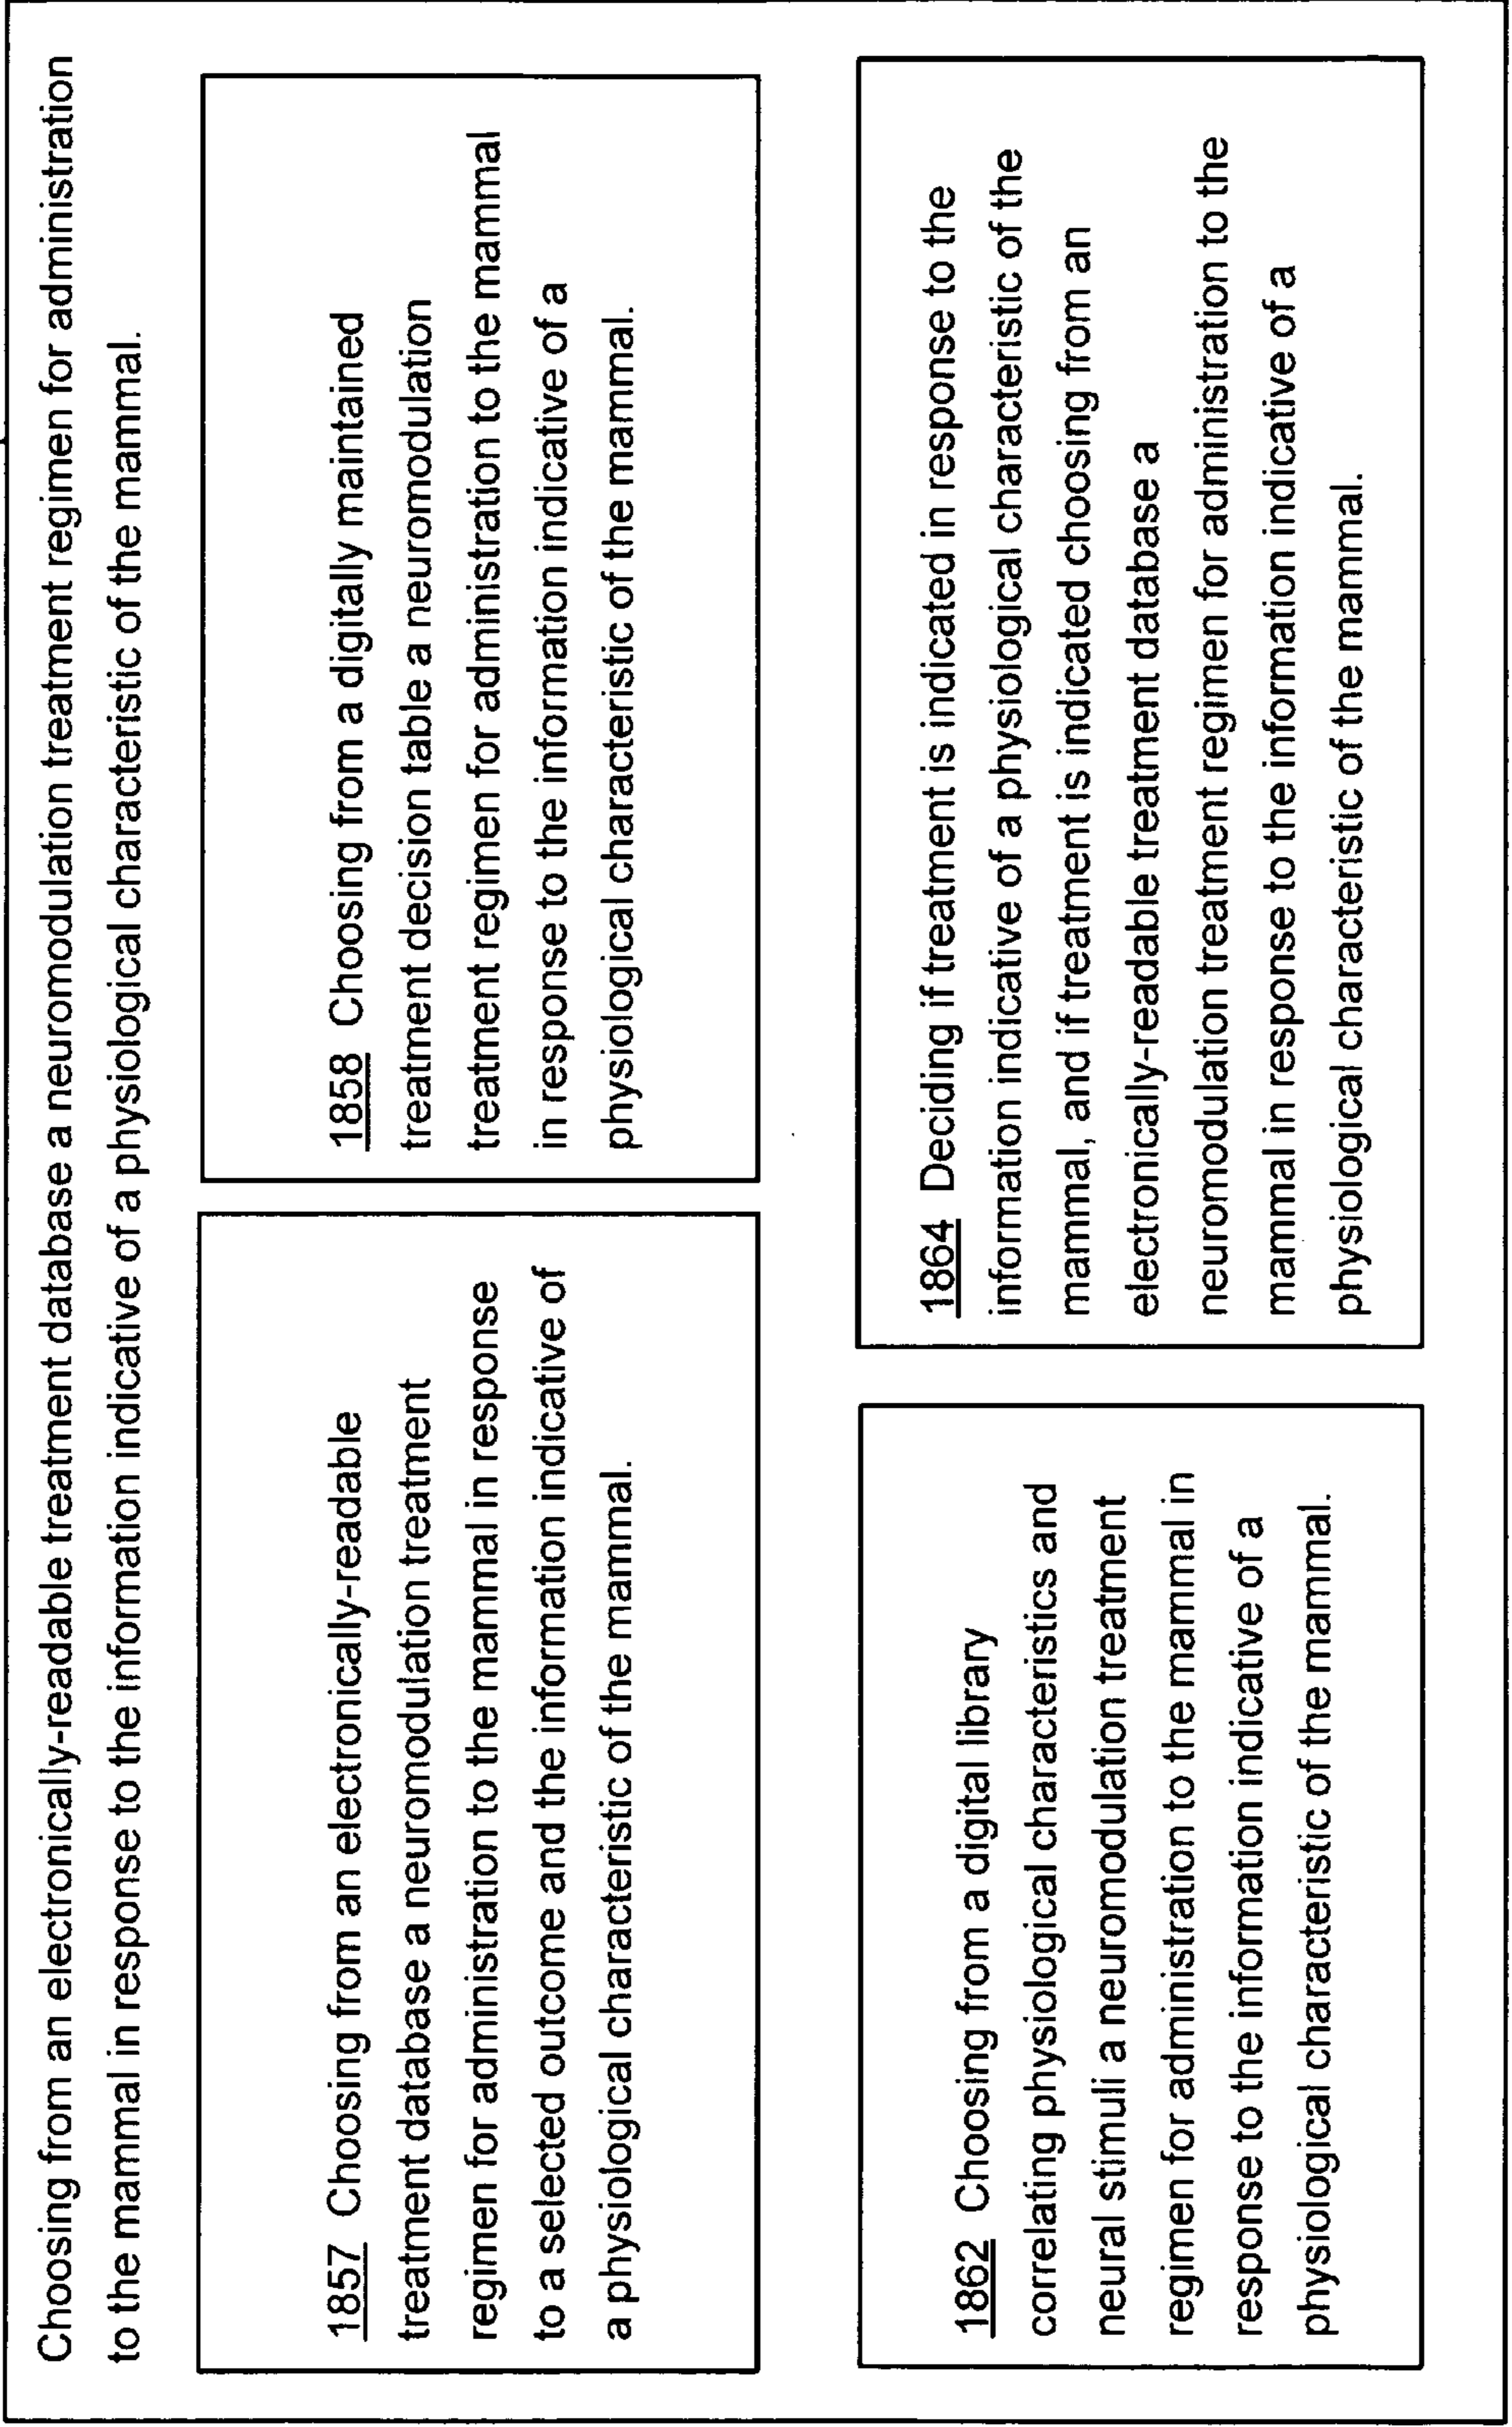 Choosing from an electronically-readable treatment database a neuromodulation treatment regimen for administration
to the mammal in response to the information indicative of a physiological characteristic of the mammal.
1857 Choosing from an electronically-readable
treatment database a neuromodulation treatment
regimen for administration to the mammal in response
to a selected outcome and the information indicative of
a physiological characteristic of the mammal.
1858 Choosing from a digitally maintained
treatment decision table a neuromodulation
treatment regimen for administration to the mammal
in response to the information indicative of a
physiological characteristic of the mammal.
1862 Choosing from a digital library
correlating physiological characteristics and
neural stimuli a neuromodulation treatment
regimen for administration to the mammal in
response to the information indicative of a
physiological characteristic of the mammal.
1864 Deciding if treatment is indicated in response to the
information indicative of a physiological characteristic of the
mammal, and if treatment is indicated choosing from an
electronically-readable treatment database a
neuromodulation treatment regimen for administration to the
mammal in response to the information indicative of a
physiological characteristic of the mammal.